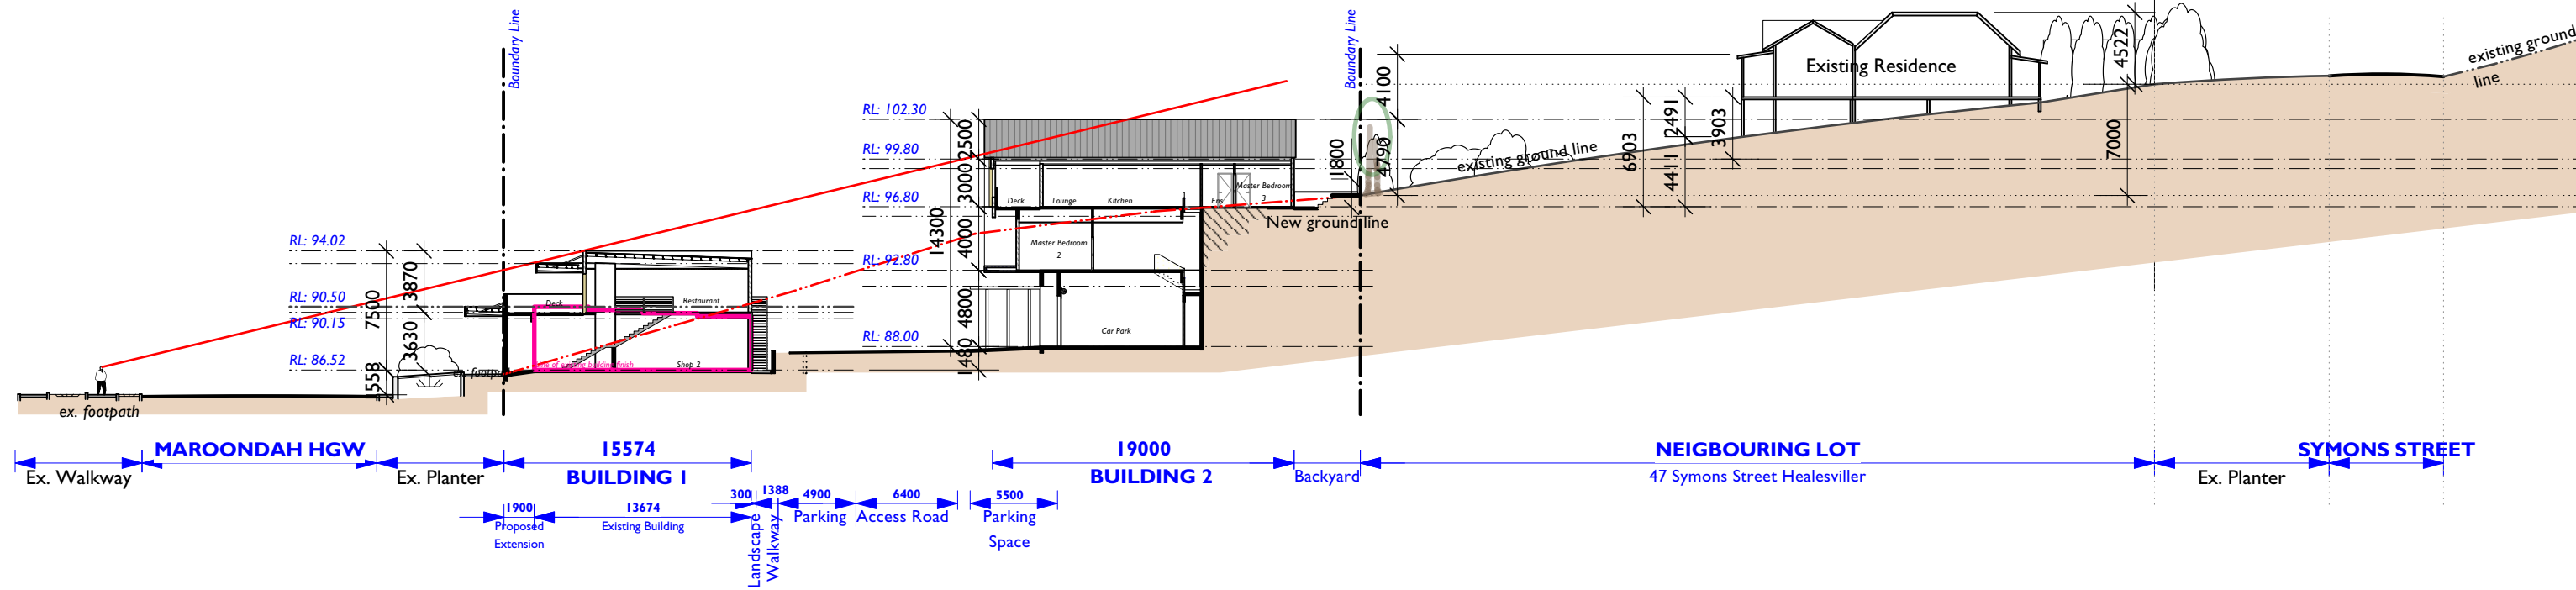 Boundary Line
Boundary Line
4522
existing ground
line
Existing Residence
4100
RL: 102.30
2500
2491
3903
6903
4411
7000
1800
4790
existing ground line
RL: 99.80
3000
RL: 96.80
Deck
Lounge
Kitchen
Ens.
Master Bedroom
3
New ground line
14300
4000
Master Bedroom
2
RL: 94.02
RL: 92.80
3870
7500
RL: 90.50
Deck
Restaurant
4800
RL: 90.15
3630
Car Park
RL: 88.00
1480
RL: 86.52
Shop 2
ex. footpath
1558
ex. footpath
MAROONDAH HGW
15574
19000
NEIGBOURING LOT
SYMONS STREET
Ex. Walkway
Ex. Planter
BUILDING 1
BUILDING 2
Backyard
47 Symons Street Healesviller
Ex. Planter
300
1388
4900
6400
5500
1900
13674
Parking
Access Road
Parking
Space
Proposed
Extension
Existing Building
Landscape
Walkway